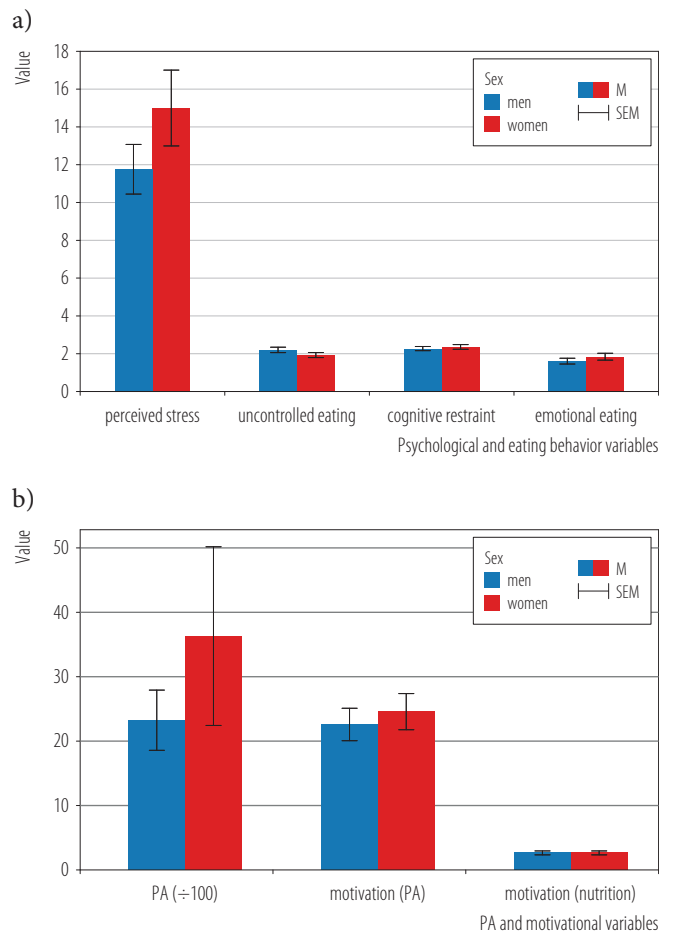 a)
Value
18
16
14
12
10
8
6
4
2
0
Sex
men
women
M
SEM
perceived stress
uncontrolled eating
cognitive restraint
emotional eating
Psychological and eating behavior variables
b)
Value
50
40
30
20
10
0
Sex
men
women
M
SEM
PA (÷100)
motivation (PA)
motivation (nutrition)
PA and motivational variables